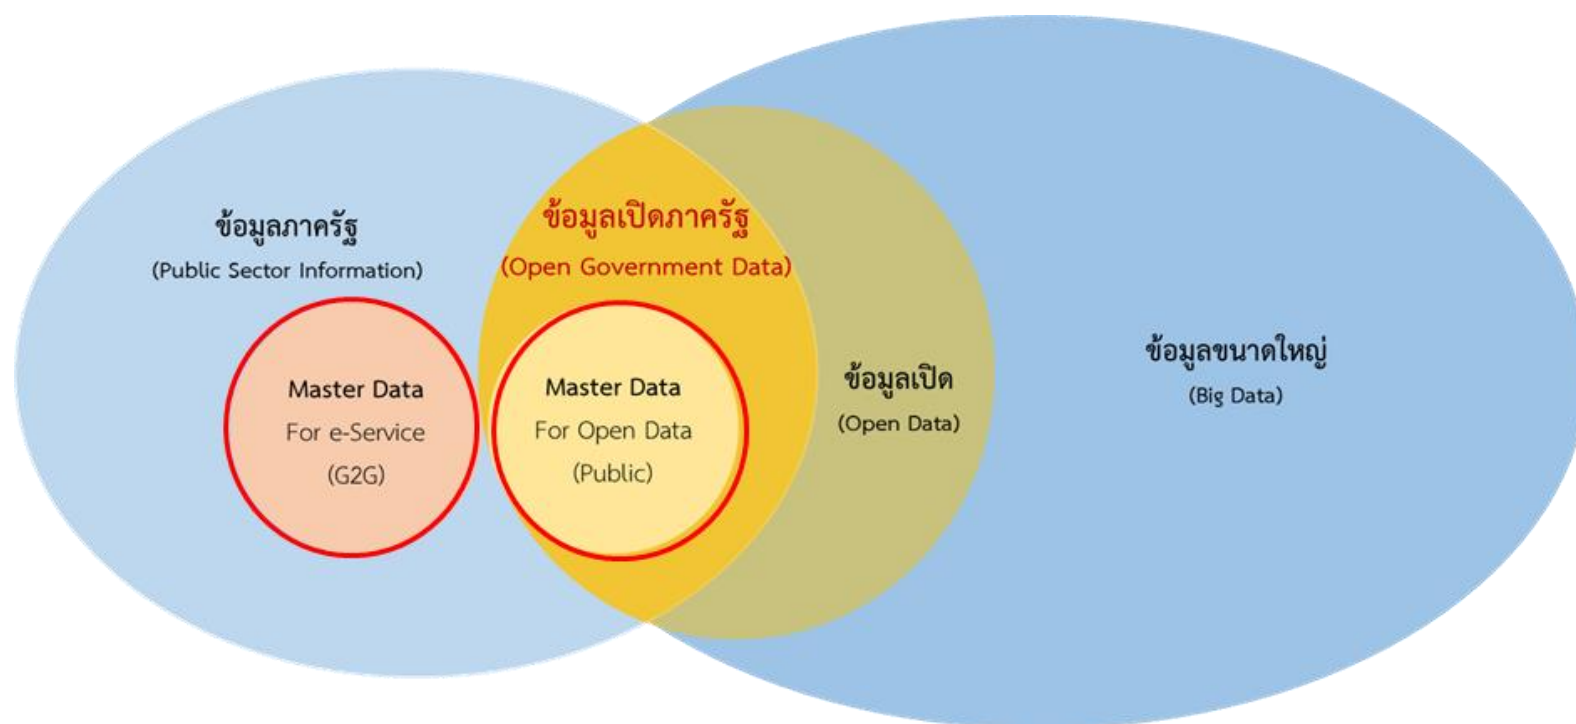 ข้อมูลภาครัฐ
(Public Sector Information)
Master Data
For e-Service
(G2G)
ข้อมูลเปิดภาครัฐ
(Open Government Data)
Master Data
For Open Data
(Public)
ข้อมูลเปิด
(Open Data)
ข้อมูลขนาดใหญ่
(Big Data)